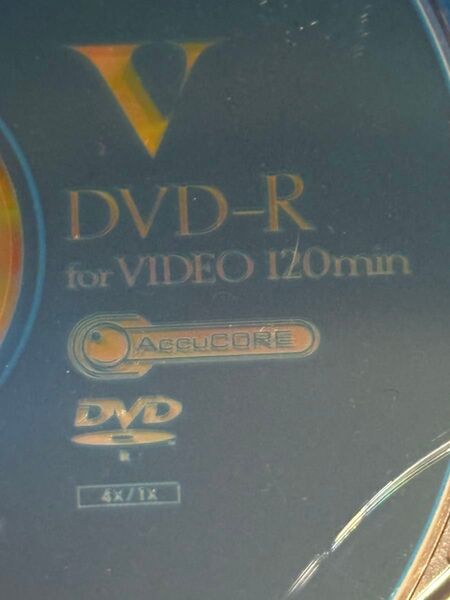 V
DVD-R
for VIDEO 120min
AccuCORE
DVD
R
4x/1x